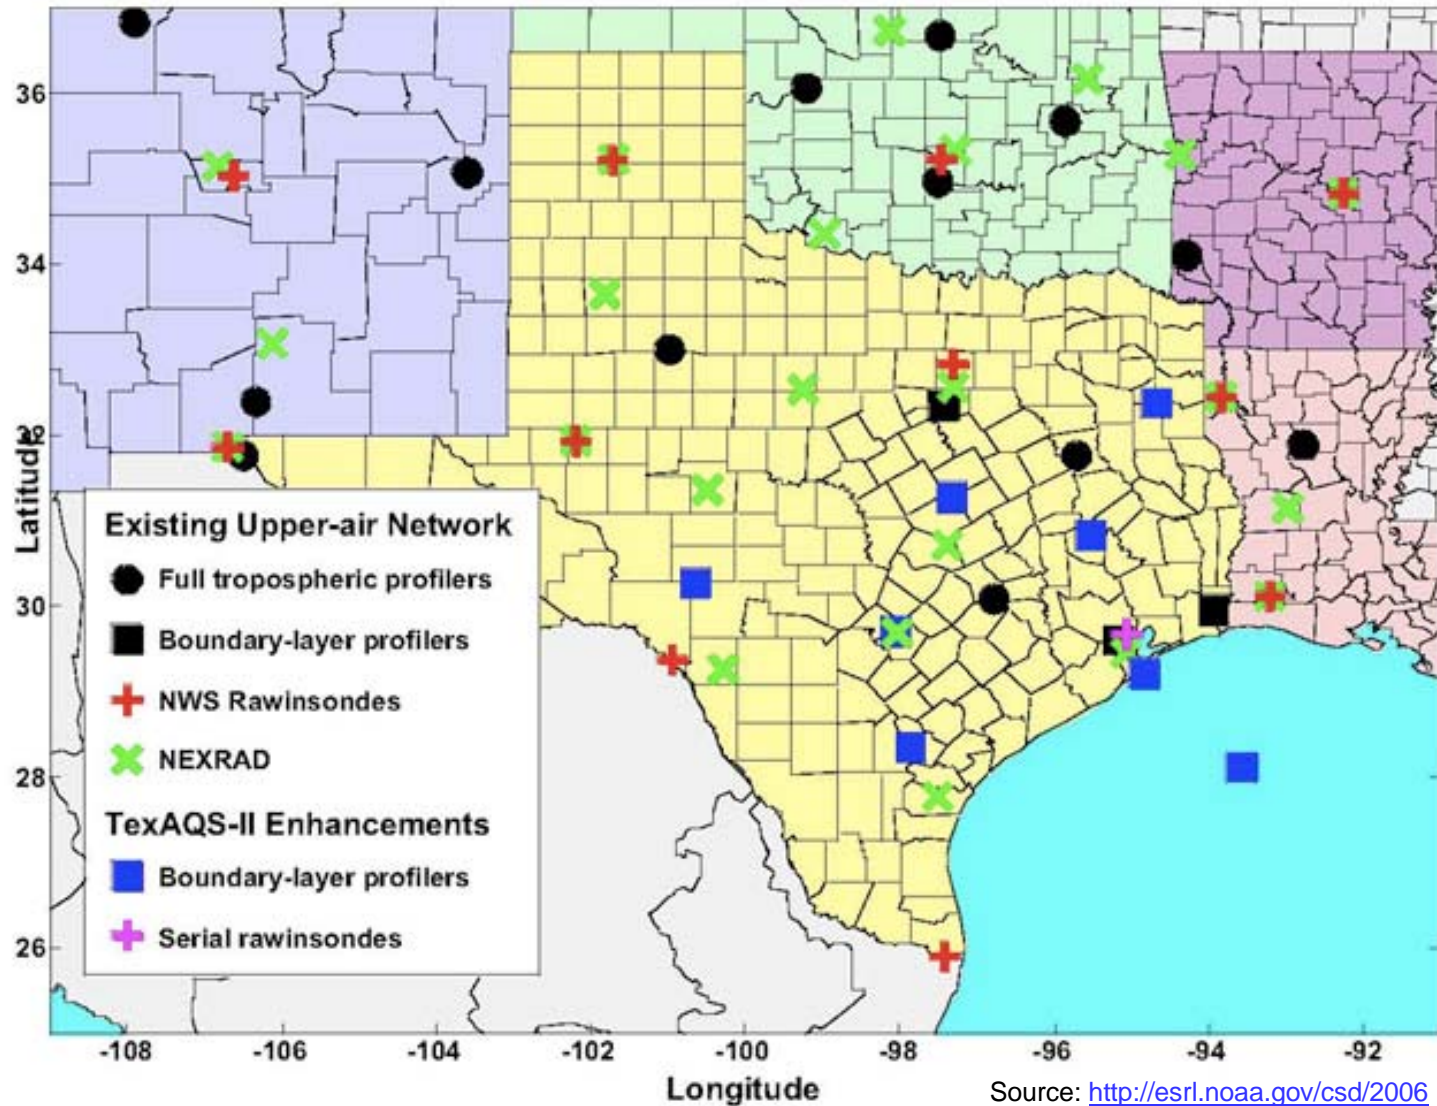 36
34
32
30
28
26
Latitude
Existing Upper-air Network
Full tropospheric profilers
Boundary-layer profilers
NWS Rawinsondes
NEXRAD
TexAQS-II Enhancements
Boundary-layer profilers
Serial rawinsondes
-108 -106 -104 -102 -100 -98 -96 -94 -92
Longitude
Source: http://esrl.noaa.gov/csd/2006